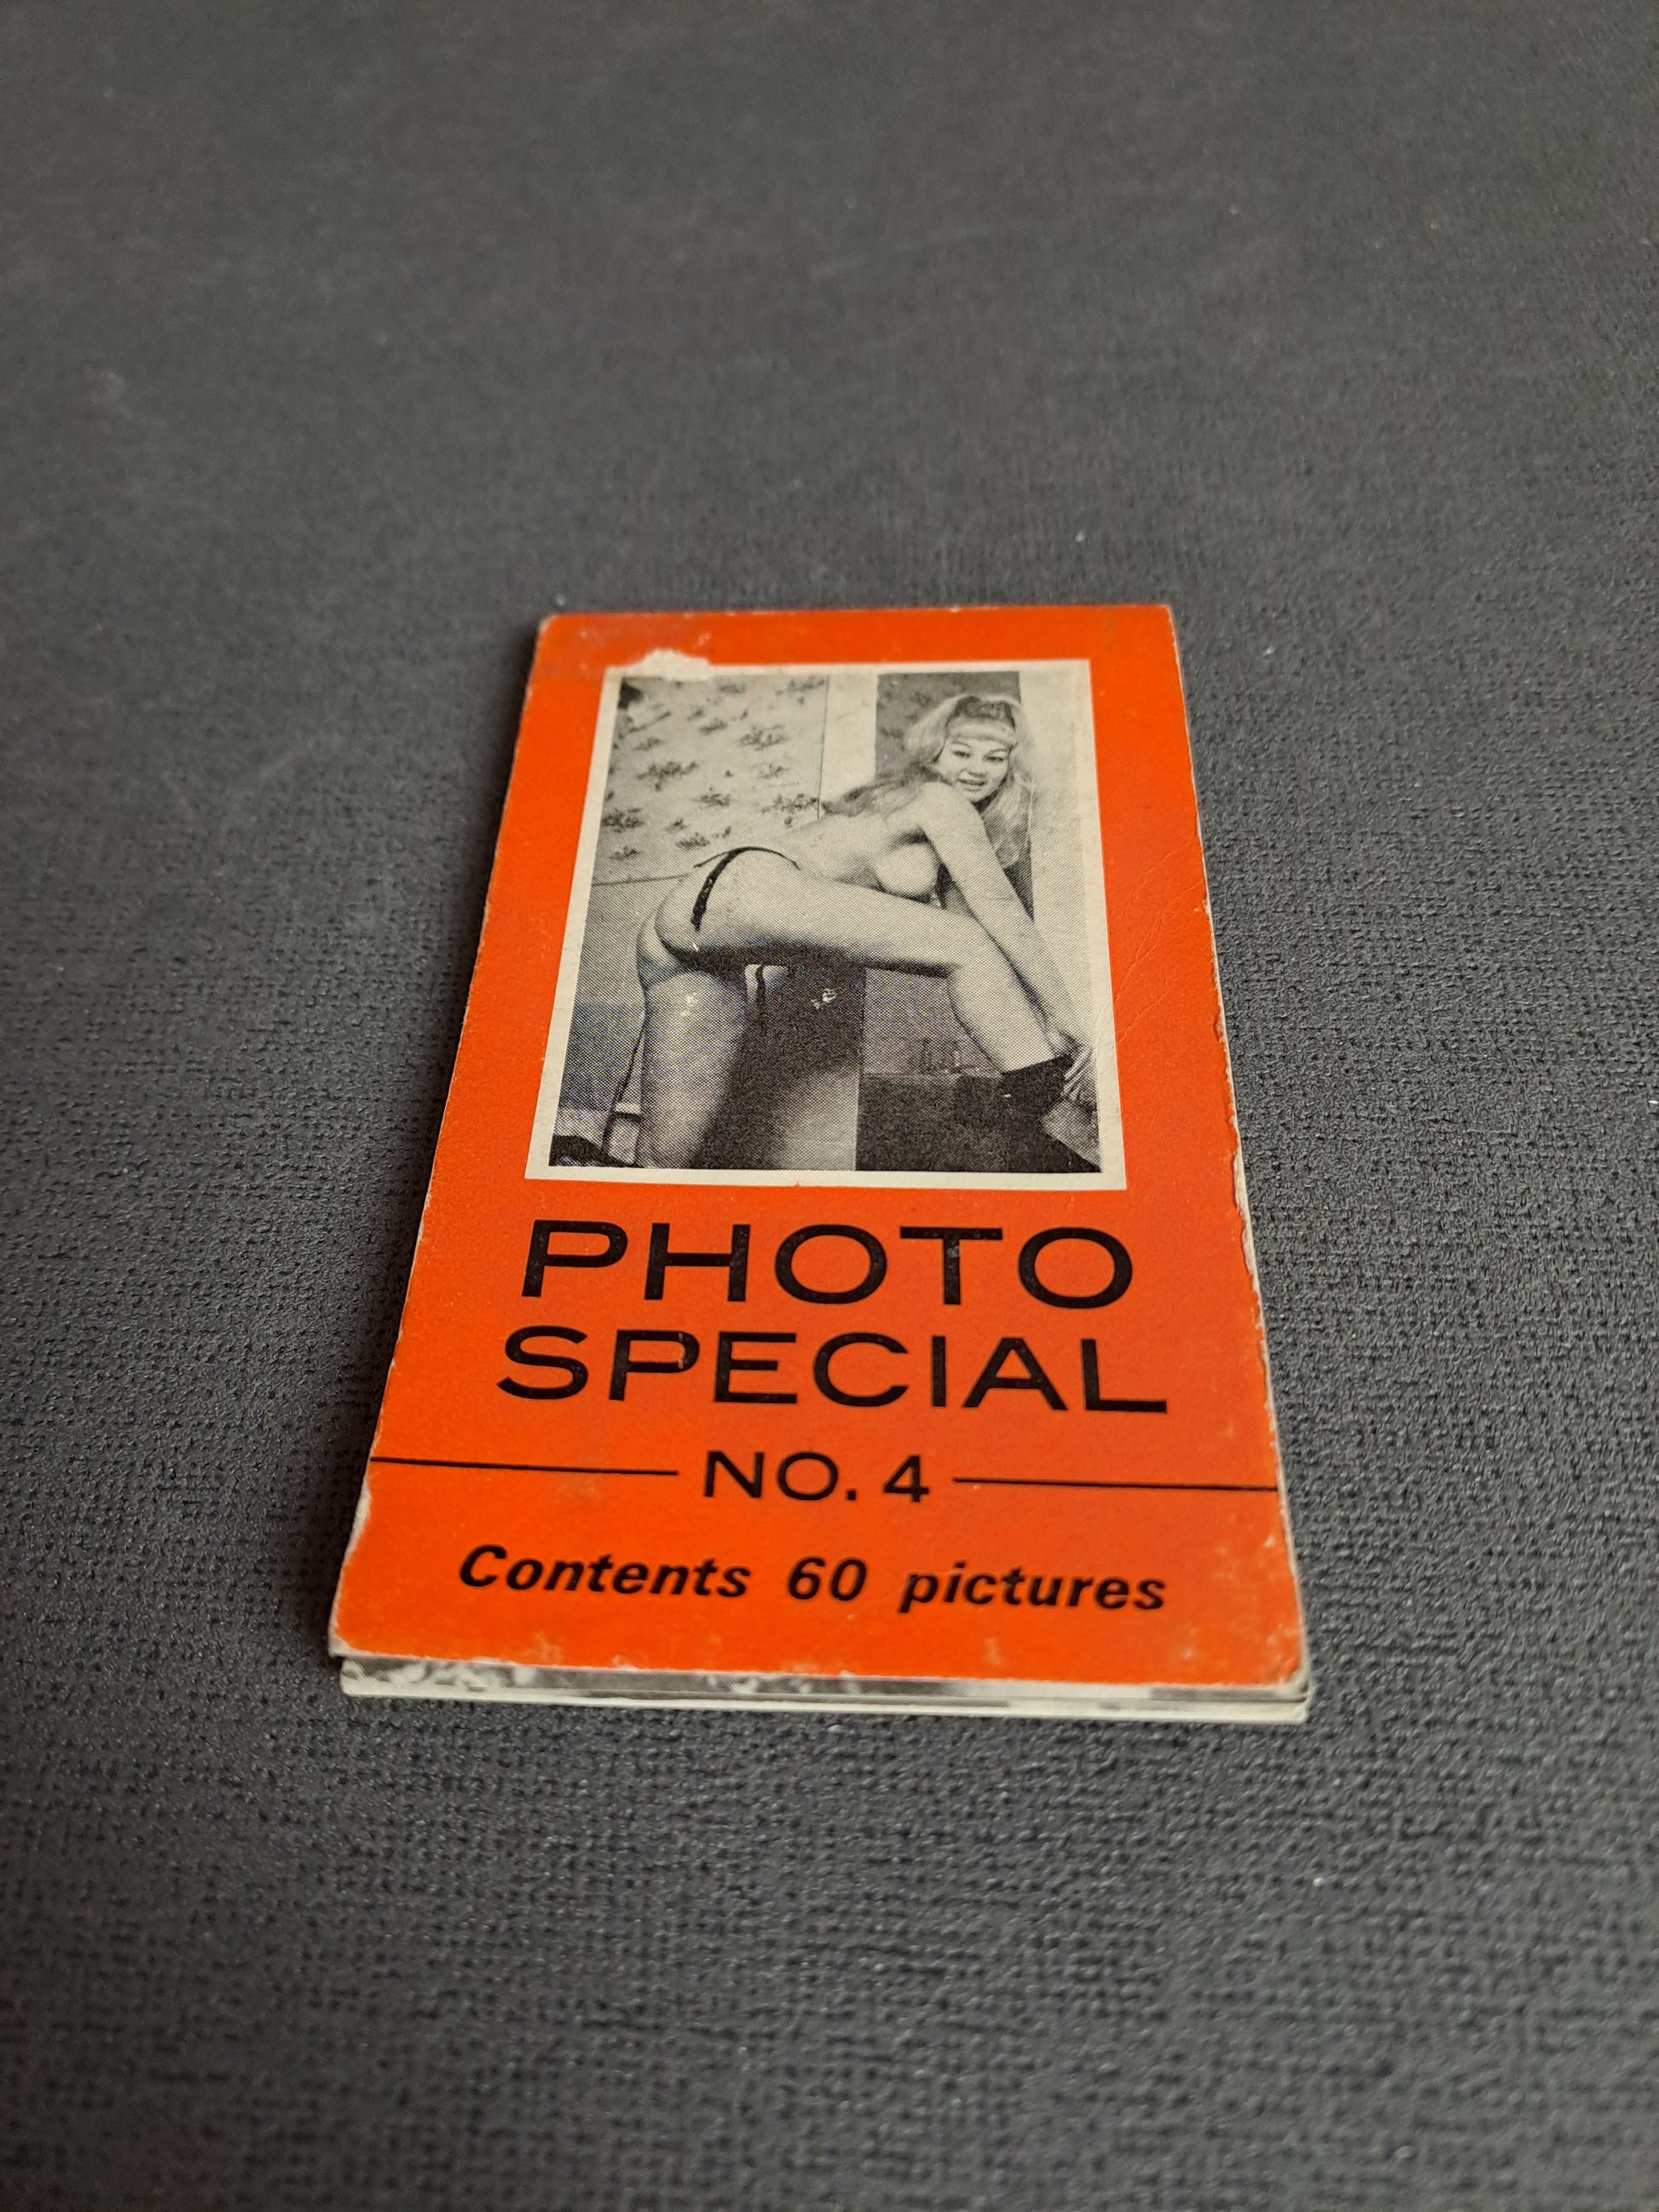 PHOTO
SPECIAL
NO. 4
Contents 60 pictures